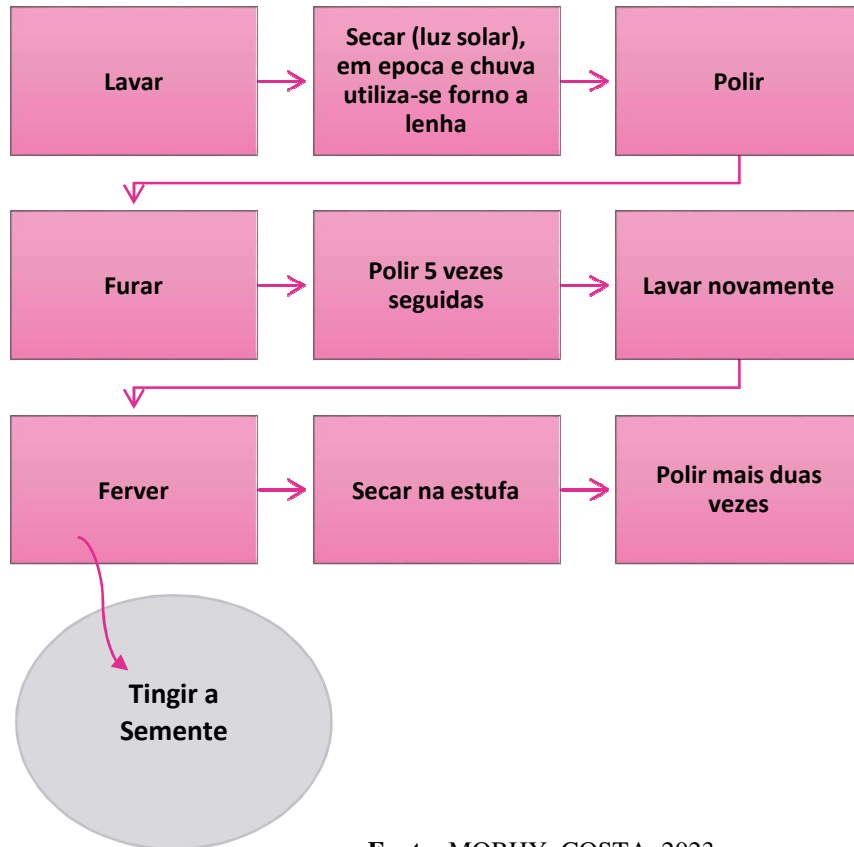 Lavar
Secar (luz solar),
em epoca e chuva
utiliza-se forno a
lenha
Polir
Furar
Polir 5 vezes
seguidas
Lavar novamente
Ferver
Secar na estufa
Polir mais duas
vezes
Tingir a
Semente